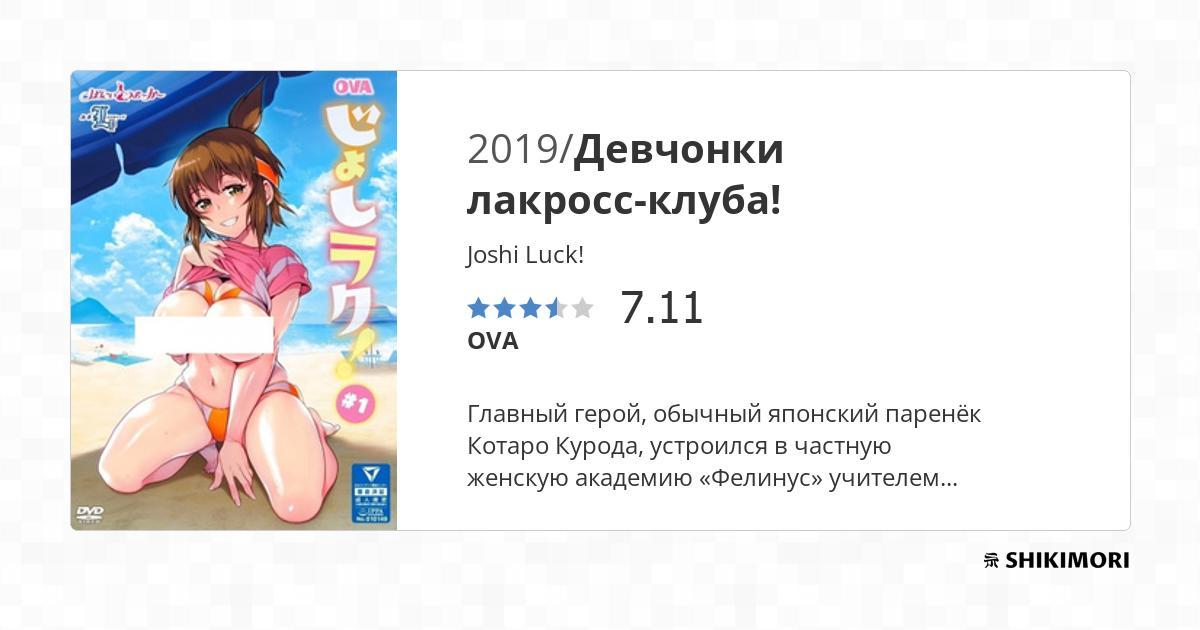 OVA
じょしラク!
#1
DVD
VIDEO
2019/Девчонки
лакросс-клуба!
Joshi Luck!
7.11
OVA
Главный герой, обычный японский паренёк
Котаро Курода, устроился в частную
женскую академию «Фелинус» учителем...
SHIKIMORI